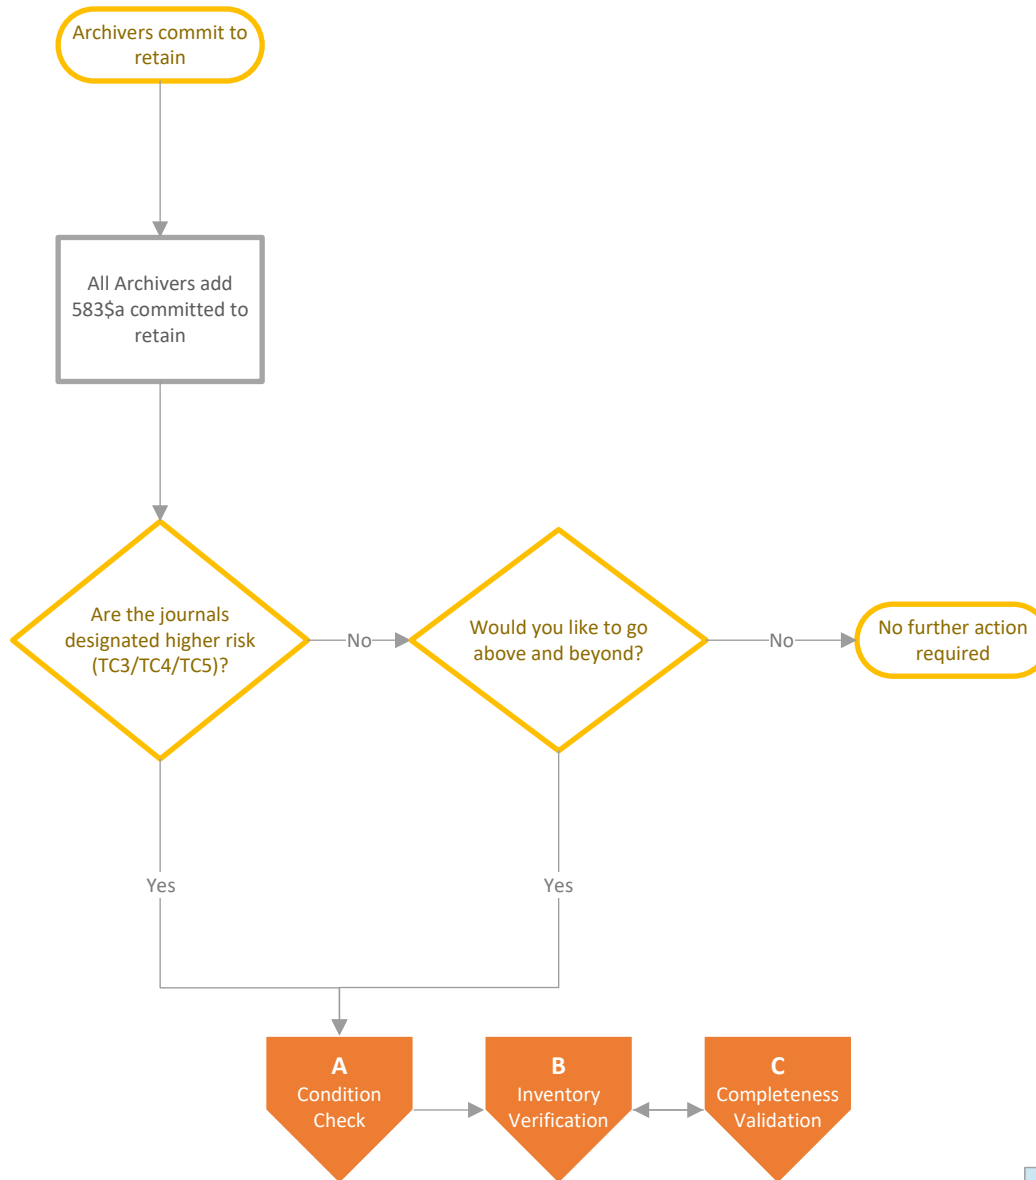 Archivers commit to
retain
All Archivers add
583$a committed to
retain
Are the journals
designated higher risk
(TC3/TC4/TC5)?
No
Would you like to go
above and beyond?
No
No further action
required
Yes
Yes
A
Condition
Check
B
Inventory
Verification
C
Completeness
Validation